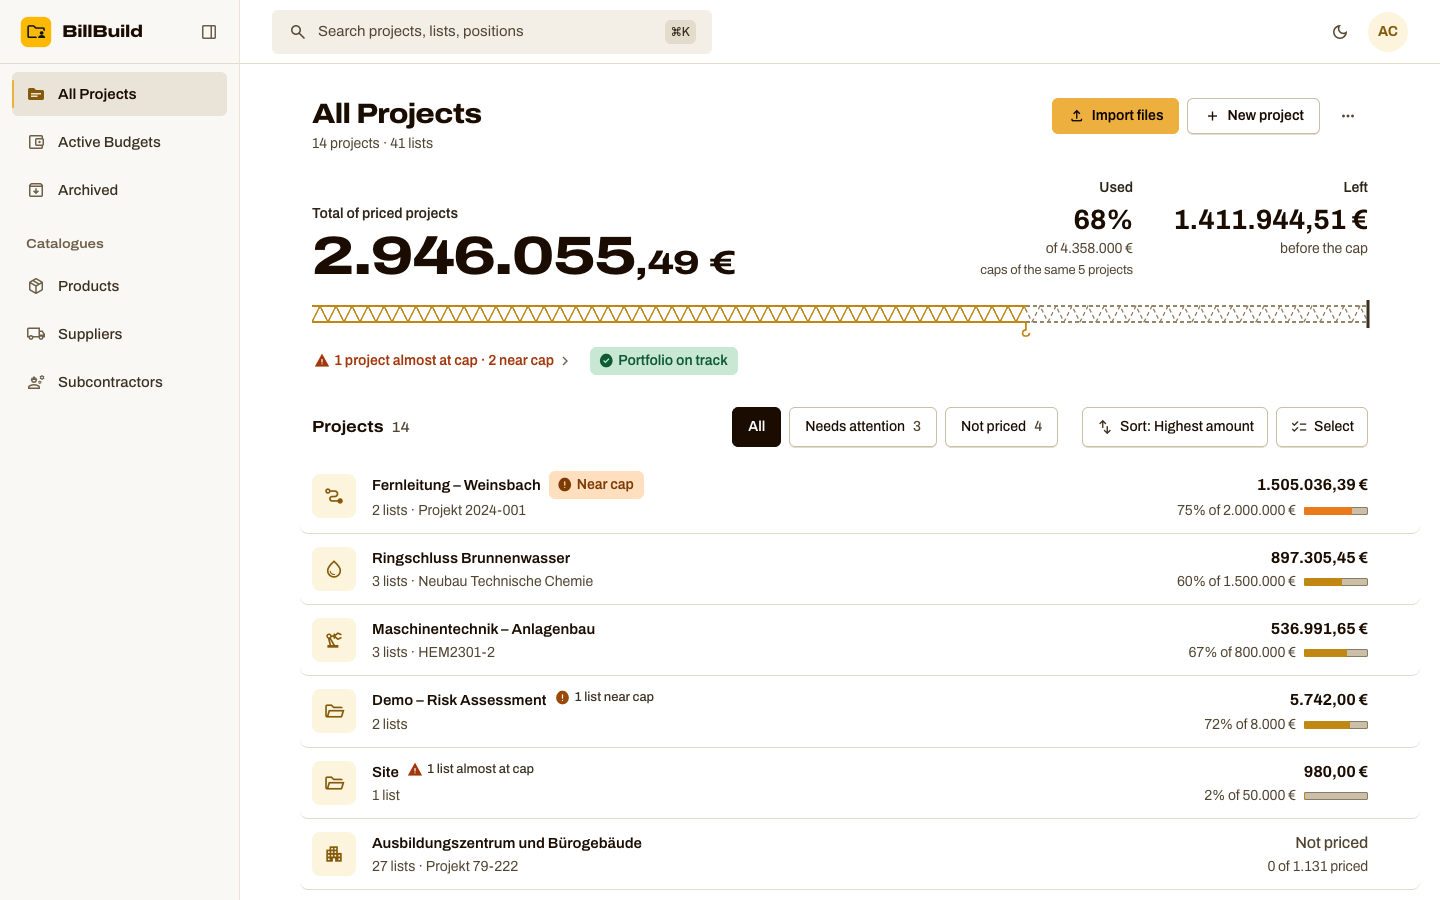 BillBuild
Search projects, lists, positions
⌘K
AC
All Projects
Active Budgets
Archived
Catalogues
Products
Suppliers
Subcontractors
All Projects
14 projects · 41 lists
Import files
New project
Total of priced projects
2.946.055,49 €
Used
68%
of 4.358.000 €
caps of the same 5 projects
Left
1.411.944,51 €
before the cap
1 project almost at cap · 2 near cap
Portfolio on track
Projects 14
All
Needs attention 3
Not priced 4
Sort: Highest amount
Select
Fernleitung – Weinsbach Near cap
1.505.036,39 €
2 lists · Projekt 2024-001
75% of 2.000.000 €
Ringschluss Brunnenwasser
897.305,45 €
3 lists · Neubau Technische Chemie
60% of 1.500.000 €
Maschinentechnik – Anlagenbau
536.991,65 €
3 lists · HEM2301-2
67% of 800.000 €
Demo – Risk Assessment 1 list near cap
5.742,00 €
2 lists
72% of 8.000 €
Site 1 list almost at cap
980,00 €
1 list
2% of 50.000 €
Ausbildungszentrum und Bürogebäude
Not priced
27 lists · Projekt 79-222
0 of 1.131 priced